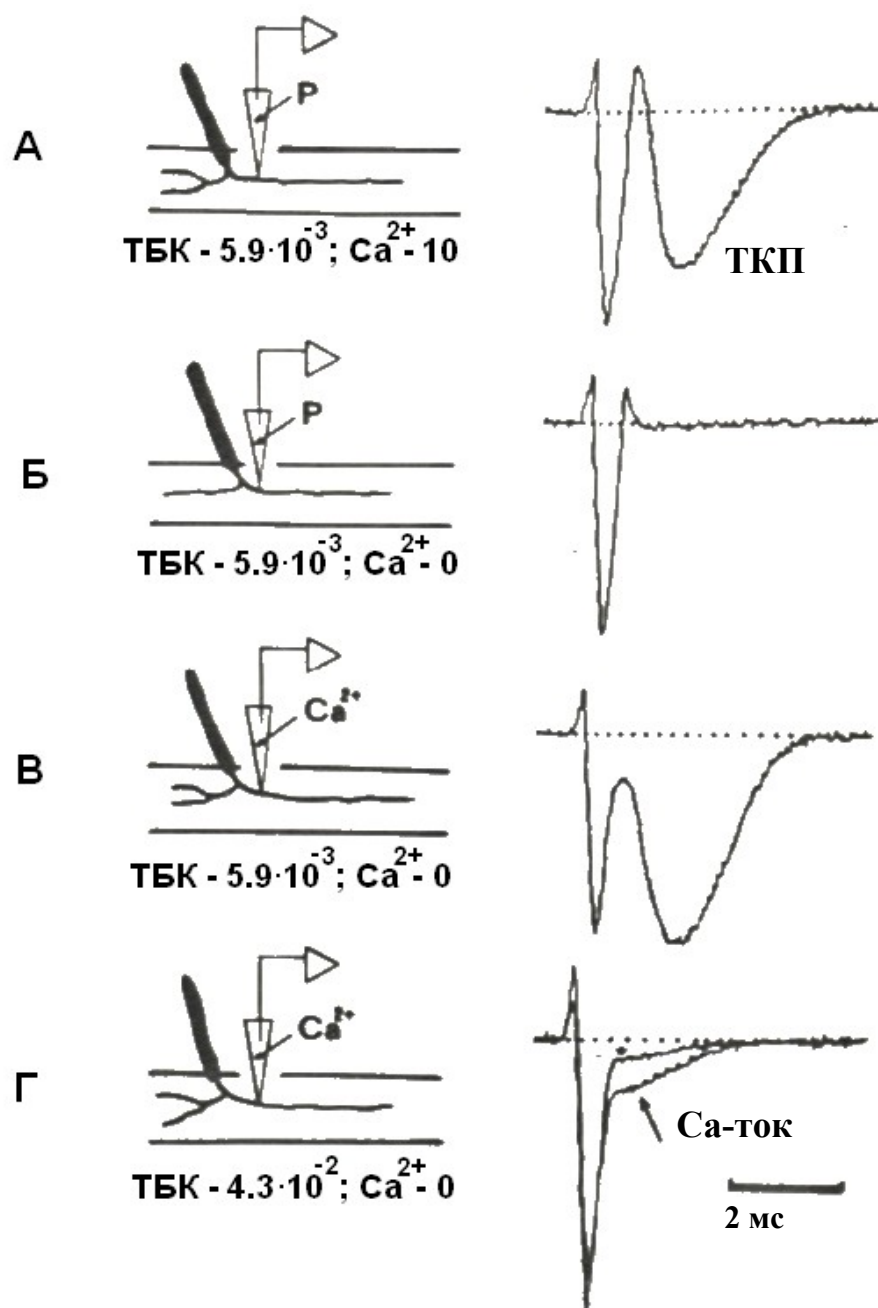 А
Р
ТБК - 5.9·10⁻³; Ca²⁺- 10
ТКП
Б
Р
ТБК - 5.9·10⁻³; Ca²⁺- 0
В
Ca²⁺
ТБК - 5.9·10⁻³; Ca²⁺- 0
Г
Ca²⁺
ТБК - 4.3·10⁻²; Ca²⁺- 0
*
Са-ток
2 мс